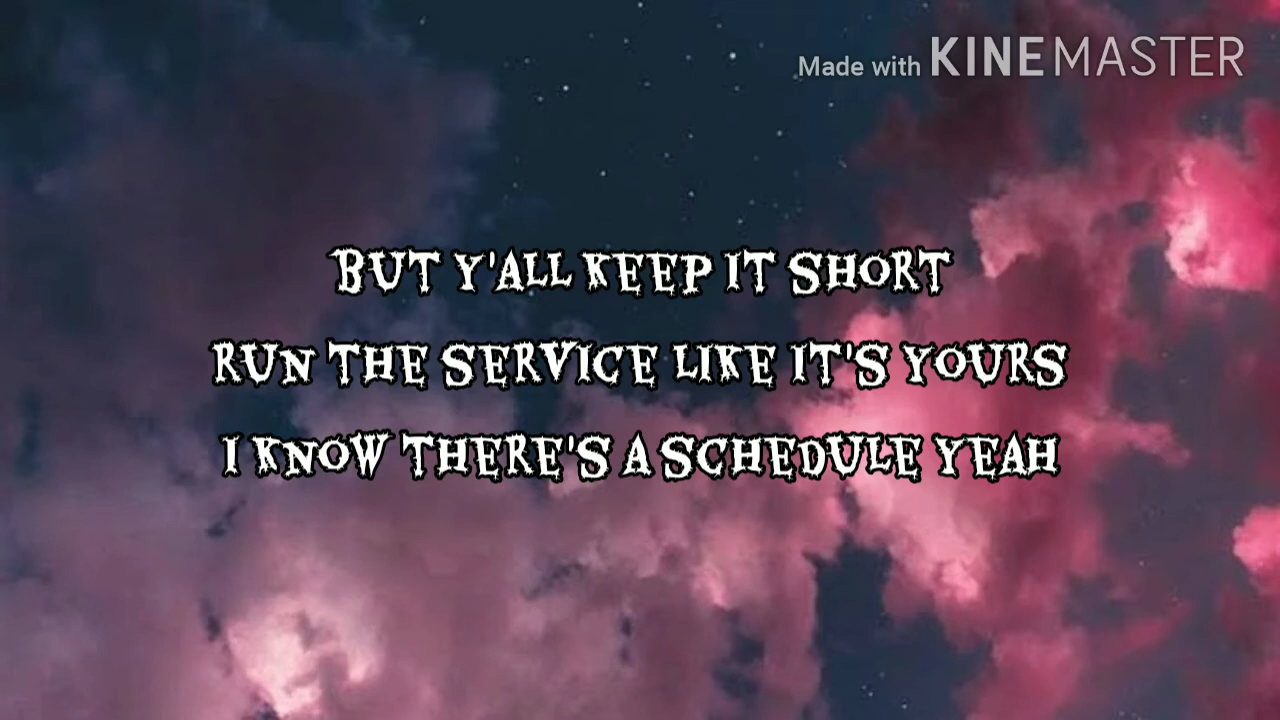 Made with KINEMASTER
BUT Y'ALL KEEP IT SHORT
RUN THE SERVICE LIKE IT'S YOURS
I KNOW THERE'S A SCHEDULE YEAH